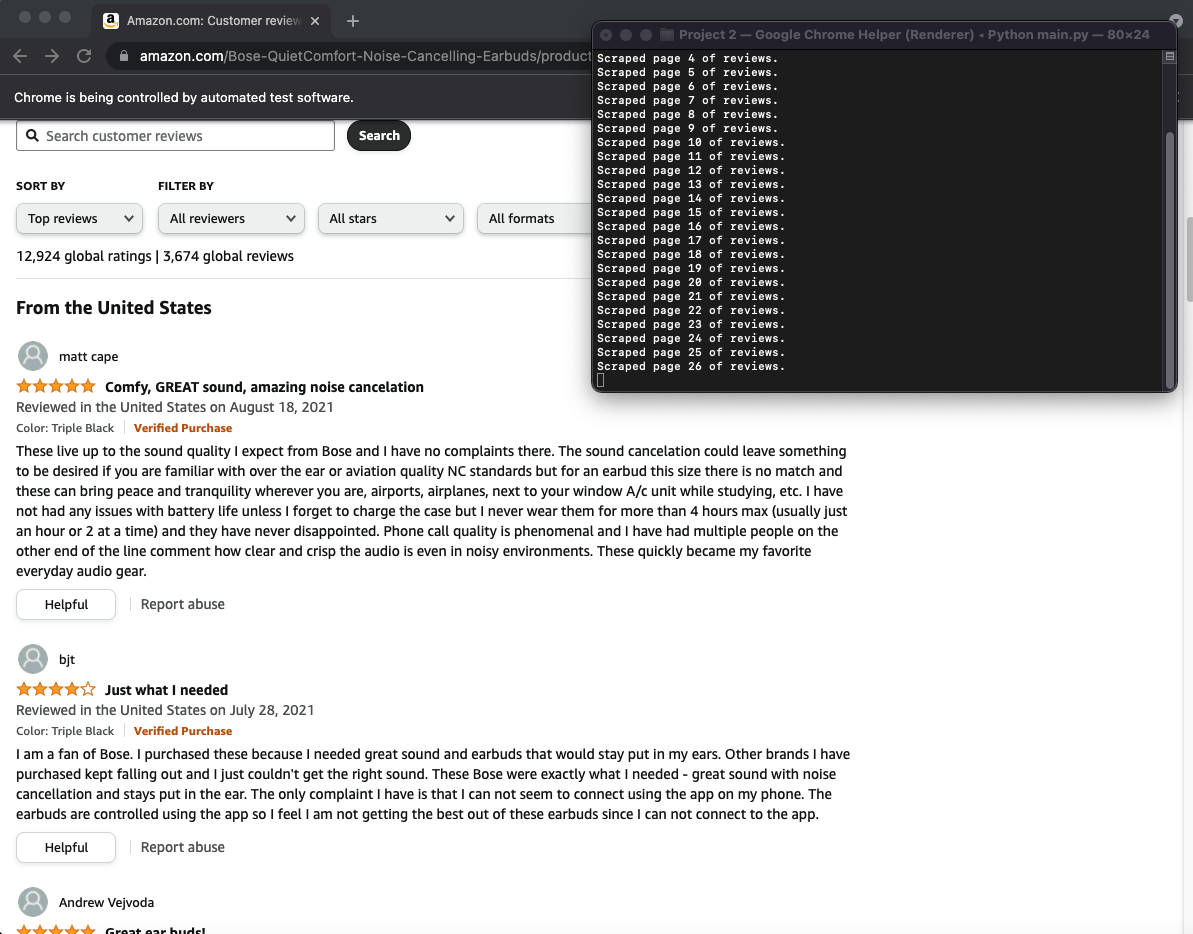 Amazon.com: Customer review
amazon.com/Bose-QuietComfort-Noise-Cancelling-Earbuds/product
Chrome is being controlled by automated test software.
Search customer reviews
Search
SORT BY
FILTER BY
Top reviews
All reviewers
All stars
All formats
12,924 global ratings | 3,674 global reviews
From the United States
matt cape
Comfy, GREAT sound, amazing noise cancelation
Reviewed in the United States on August 18, 2021
Color: Triple Black
Verified Purchase
These live up to the sound quality I expect from Bose and I have no complaints there. The sound cancelation could leave something
to be desired if you are familiar with over the ear or aviation quality NC standards but for an earbud this size there is no match and
these can bring peace and tranquility wherever you are, airports, airplanes, next to your window A/c unit while studying, etc. I have
not had any issues with battery life unless I forget to charge the case but I never wear them for more than 4 hours max (usually just
an hour or 2 at a time) and they have never disappointed. Phone call quality is phenomenal and I have had multiple people on the
other end of the line comment how clear and crisp the audio is even in noisy environments. These quickly became my favorite
everyday audio gear.
Helpful
Report abuse
bjt
Just what I needed
Reviewed in the United States on July 28, 2021
Color: Triple Black
Verified Purchase
I am a fan of Bose. I purchased these because I needed great sound and earbuds that would stay put in my ears. Other brands I have
purchased kept falling out and I just couldn't get the right sound. These Bose were exactly what I needed - great sound with noise
cancellation and stays put in the ear. The only complaint I have is that I can not seem to connect using the app on my phone. The
earbuds are controlled using the app so I feel I am not getting the best out of these earbuds since I can not connect to the app.
Helpful
Report abuse
Andrew Vejvoda
Great ear buds!
Project 2 — Google Chrome Helper (Renderer) ◂ Python main.py — 80×24
Scraped page 4 of reviews.
Scraped page 5 of reviews.
Scraped page 6 of reviews.
Scraped page 7 of reviews.
Scraped page 8 of reviews.
Scraped page 9 of reviews.
Scraped page 10 of reviews.
Scraped page 11 of reviews.
Scraped page 12 of reviews.
Scraped page 13 of reviews.
Scraped page 14 of reviews.
Scraped page 15 of reviews.
Scraped page 16 of reviews.
Scraped page 17 of reviews.
Scraped page 18 of reviews.
Scraped page 19 of reviews.
Scraped page 20 of reviews.
Scraped page 21 of reviews.
Scraped page 22 of reviews.
Scraped page 23 of reviews.
Scraped page 24 of reviews.
Scraped page 25 of reviews.
Scraped page 26 of reviews.